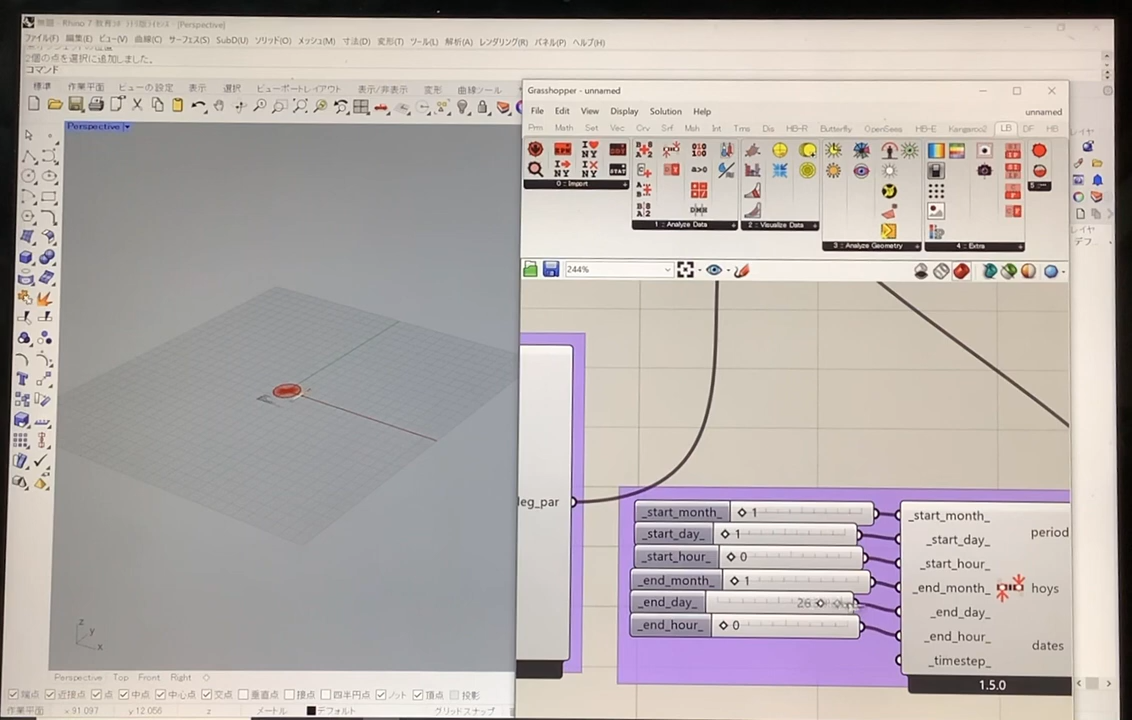 無題 - Rhino 7 教育 - [Perspective]
ファイル(F) 編集(E) ビュー(V) 曲線(C) サーフェス(S) SubD(U) ソリッド(O) メッシュ(M) 寸法(D) 変形(T) ツール(L) 解析(A) レンダリング(R) パネル(P) ヘルプ(H)
2個の点を選択に追加しました。
コマンド
標準 作業平面 ビューの設定 表示 選択 ビューポートレイアウト 表示/非表示 変形 曲線ツール
Perspective
Grasshopper - unnamed
File Edit View Display Solution Help unnamed
Prm Math Set Vec Crv Srf Msh Int Trns Dis HB-R Butterfly OpenSees HB-E Kangaroo2 LB DF HB
0 :: Import
1 :: Analyze Data
2 :: Visualize Data
3 :: Analyze Geometry
4 :: Extra
5 ::
244%
leg_par
_start_month_ 1
_start_day_ 1
_start_hour_ 0
_end_month_ 1
_end_day_ 26
_end_hour_ 0
_start_month_
_start_day_
_start_hour_
_end_month_
_end_day_
_end_hour_
_timestep_
period
hoys
dates
1.5.0
z
y
x
Perspective Top Front Right
端点 近接点 点 中点 中心点 交点 垂直点 接点 四半円点 ノット 頂点 投影
作業平面 x 91.097 y 12.056 z メートル デフォルト グリッドスナップ